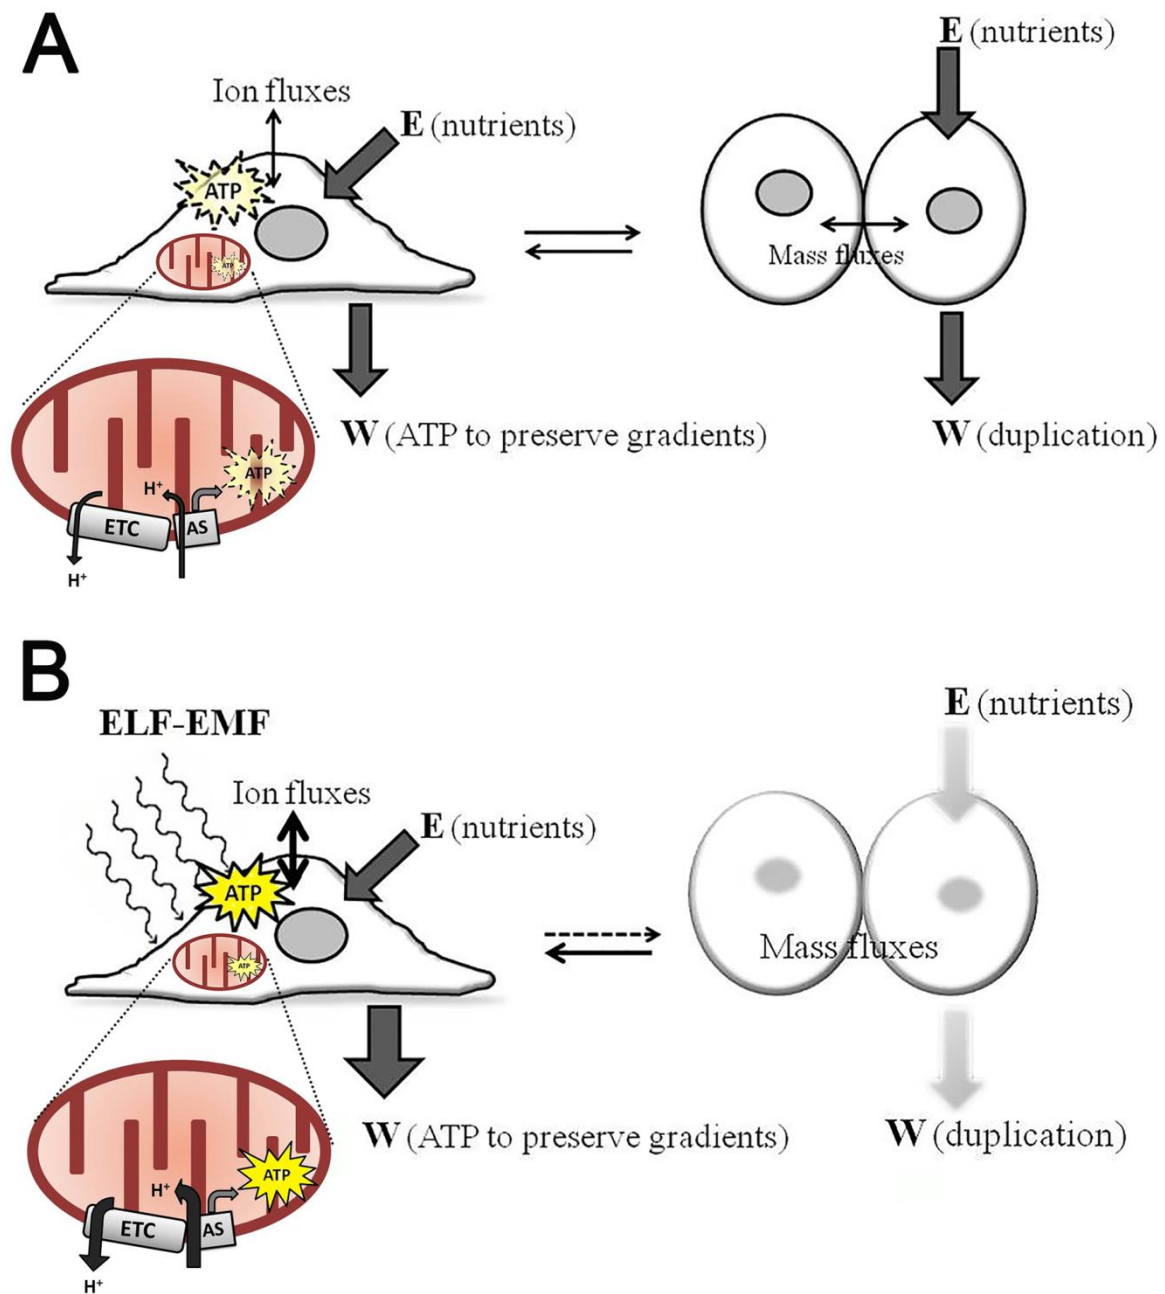 A
E (nutrients)
Ion fluxes
E (nutrients)
ATP
ATP
Mass fluxes
W (ATP to preserve gradients)
W (duplication)
ATP
H+
ETC
AS
H+
B
E (nutrients)
ELF-EMF
Ion fluxes
E (nutrients)
ATP
ATP
Mass fluxes
W (ATP to preserve gradients)
W (duplication)
ATP
H+
ETC
AS
H+